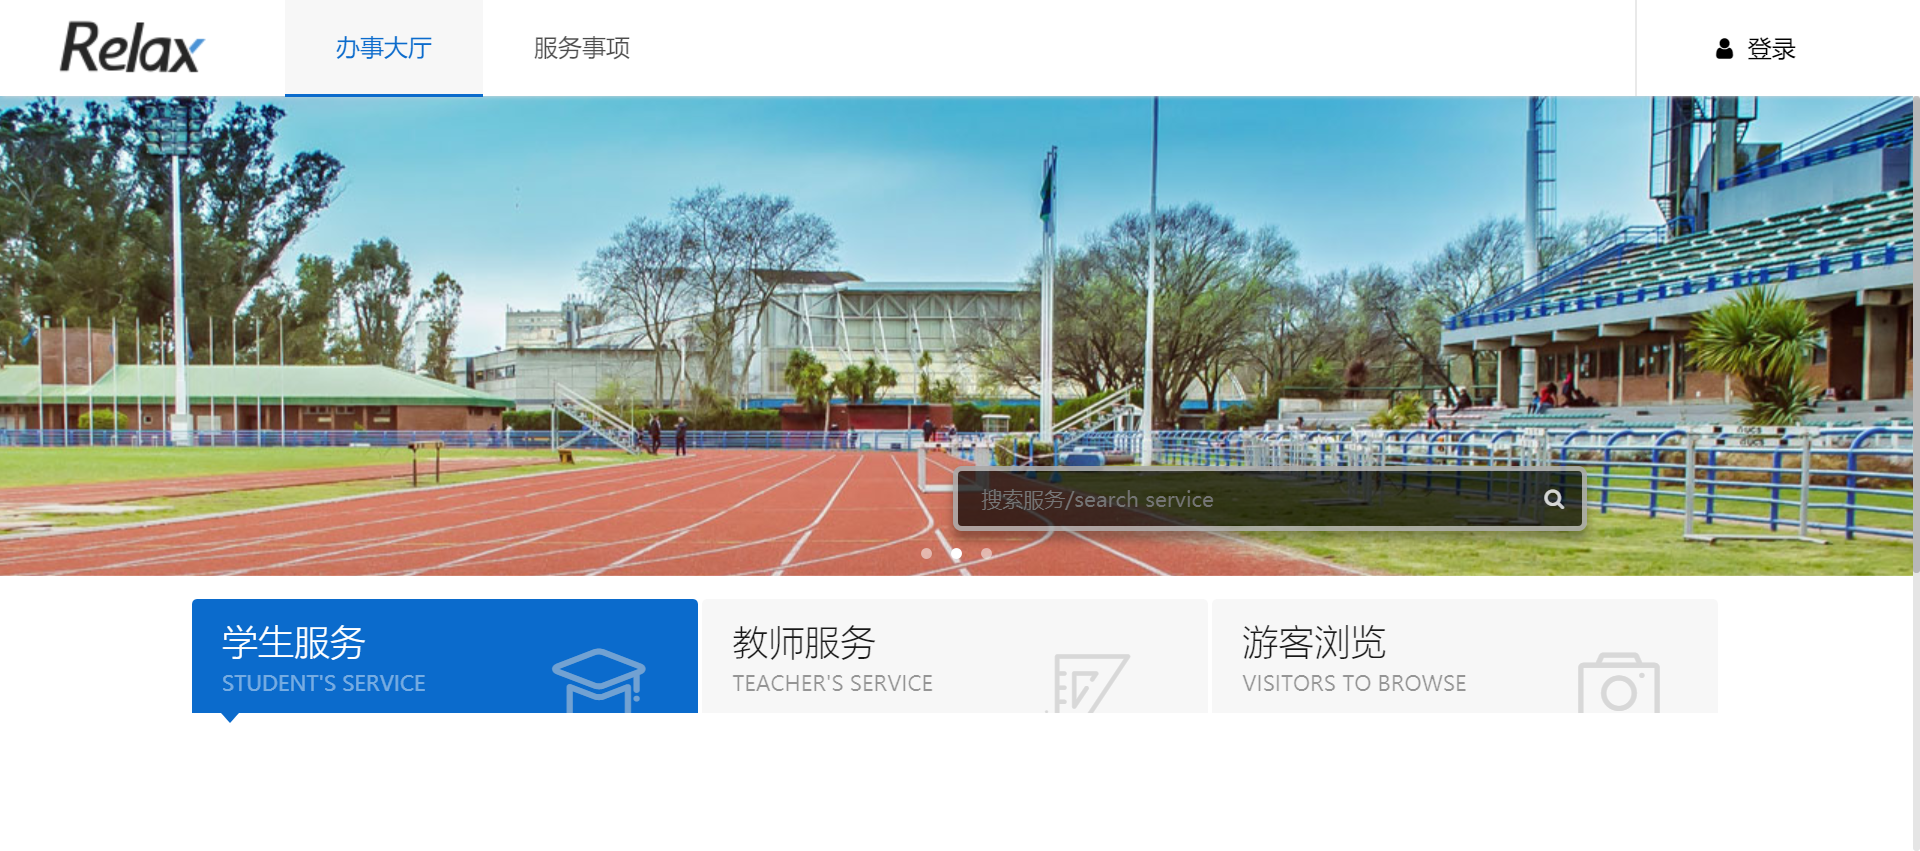 Relax
办事大厅
服务事项
登录
搜索服务/search service
学生服务
STUDENT'S SERVICE
教师服务
TEACHER'S SERVICE
游客浏览
VISITORS TO BROWSE